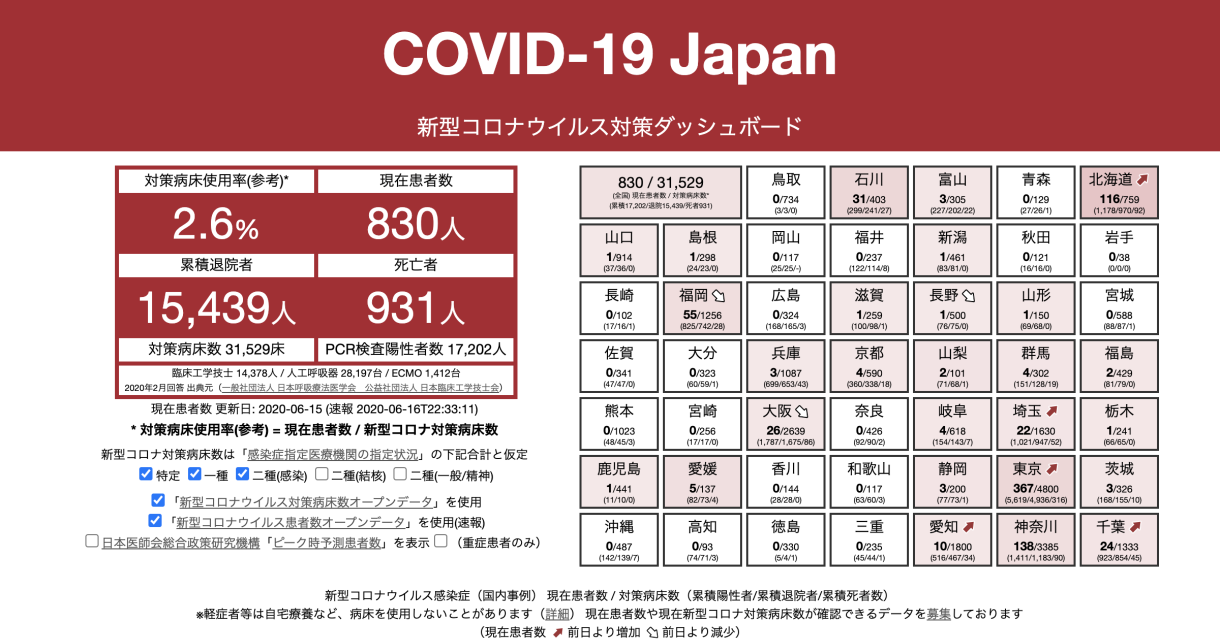 COVID-19 Japan
新型コロナウイルス対策ダッシュボード
対策病床使用率(参考)* 現在患者数
2.6% 830人
累積退院者 死亡者
15,439人 931人
対策病床数 31,529床 PCR検査陽性者数 17,202人
臨床工学技士 14,378人 / 人工呼吸器 28,197台 / ECMO 1,412台
2020年2月回答 出典元（一般社団法人 日本呼吸療法医学会 公益社団法人 日本臨床工学技士会）
現在患者数 更新日: 2020-06-15 (速報 2020-06-16T22:33:11)
* 対策病床使用率(参考) = 現在患者数 / 新型コロナ対策病床数
新型コロナ対策病床数は「感染症指定医療機関の指定状況」の下記合計と仮定
特定 一種 二種(感染) 二種(結核) 二種(一般/精神)
「新型コロナウイルス対策病床数オープンデータ」を使用
「新型コロナウイルス患者数オープンデータ」を使用(速報)
日本医師会総合政策研究機構「ピーク時予測患者数」を表示 （重症患者のみ）
830 / 31,529
(全国) 現在患者数 / 対策病床数*
(累積17,202/退院15,439/死者931)
鳥取 石川 富山 青森 北海道
0/734 31/403 3/305 0/129 116/759
(3/3/0) (299/241/27) (227/202/22) (27/26/1) (1,178/970/92)
山口 島根 岡山 福井 新潟 秋田 岩手
1/914 1/298 0/117 0/237 1/461 0/121 0/38
(37/36/0) (24/23/0) (25/25/-) (122/114/8) (83/81/0) (16/16/0) (0/0/0)
長崎 福岡 広島 滋賀 長野 山形 宮城
0/102 55/1256 0/324 1/259 1/500 1/150 0/588
(17/16/1) (825/742/28) (168/165/3) (100/98/1) (76/75/0) (69/68/0) (88/87/1)
佐賀 大分 兵庫 京都 山梨 群馬 福島
0/341 0/323 3/1087 4/590 2/101 4/302 2/429
(47/47/0) (60/59/1) (699/653/43) (360/338/18) (71/68/1) (151/128/19) (81/79/0)
熊本 宮崎 大阪 奈良 岐阜 埼玉 栃木
0/1023 0/256 26/2639 0/426 4/618 22/1630 1/241
(48/45/3) (17/17/0) (1,787/1,675/86) (92/90/2) (154/143/7) (1,021/947/52) (66/65/0)
鹿児島 愛媛 香川 和歌山 静岡 東京 茨城
1/441 5/137 0/144 0/117 3/200 367/4800 3/326
(11/10/0) (82/73/4) (28/28/0) (63/60/3) (77/73/1) (5,619/4,936/316) (168/155/10)
沖縄 高知 徳島 三重 愛知 神奈川 千葉
0/487 0/93 0/330 0/235 10/1800 138/3385 24/1333
(142/139/7) (74/71/3) (5/4/1) (45/44/1) (516/467/34) (1,411/1,183/90) (923/854/45)
新型コロナウイルス感染症（国内事例） 現在患者数 / 対策病床数（累積陽性者/累積退院者/累積死者数）
※軽症者等は自宅療養など、病床を使用しないことがあります（詳細） 現在患者数や現在新型コロナ対策病床数が確認できるデータを募集しております
（現在患者数 前日より増加 前日より減少）